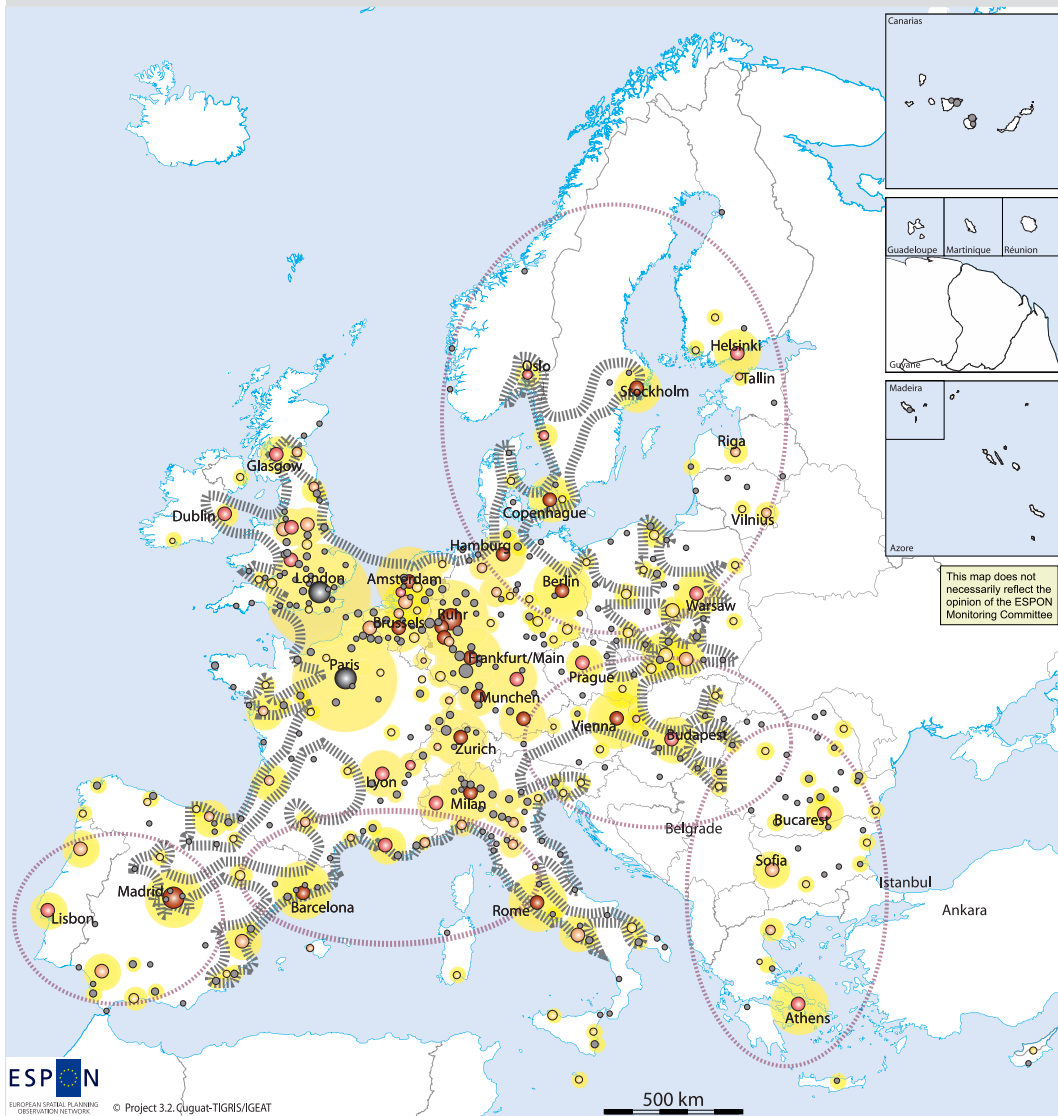 Canarias
Guadeloupe
Martinique
Réunion
Guyane
Madeira
Azore
This map does not
necessarily reflect the
opinion of the ESPON
Monitoring Committee
Helsinki
Oslo
Tallin
Stockholm
Riga
Glasgow
Dublin
Copenhague
Vilnius
Hamburg
London
Amsterdam
Berlin
Warsaw
Brussels
Ruhr
Paris
Frankfurt/Main
Prague
Munchen
Vienna
Budapest
Zurich
Lyon
Milan
Bucarest
Belgrade
Sofia
Istanbul
Madrid
Barcelona
Rome
Ankara
Lisbon
Athens
ESPON
EUROPEAN SPATIAL PLANNING
OBSERVATION NETWORK
© Project 3.2. Cuguat-TIGRIS/IGEAT
500 km